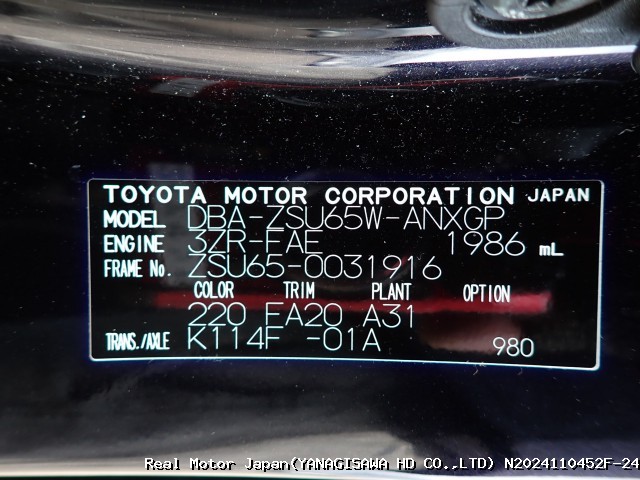 TOYOTA MOTOR CORPORATION JAPAN
MODEL DBA-ZSU65W-ANXGP
ENGINE 3ZR-FAE 1986 mL
FRAME No. ZSU65-0031916
COLOR TRIM PLANT OPTION
220 FA20 A31
TRANS./AXLE K114F -01A 980
Real Motor Japan(YANAGISAWA HD CO.,LTD) N2024110452F-24